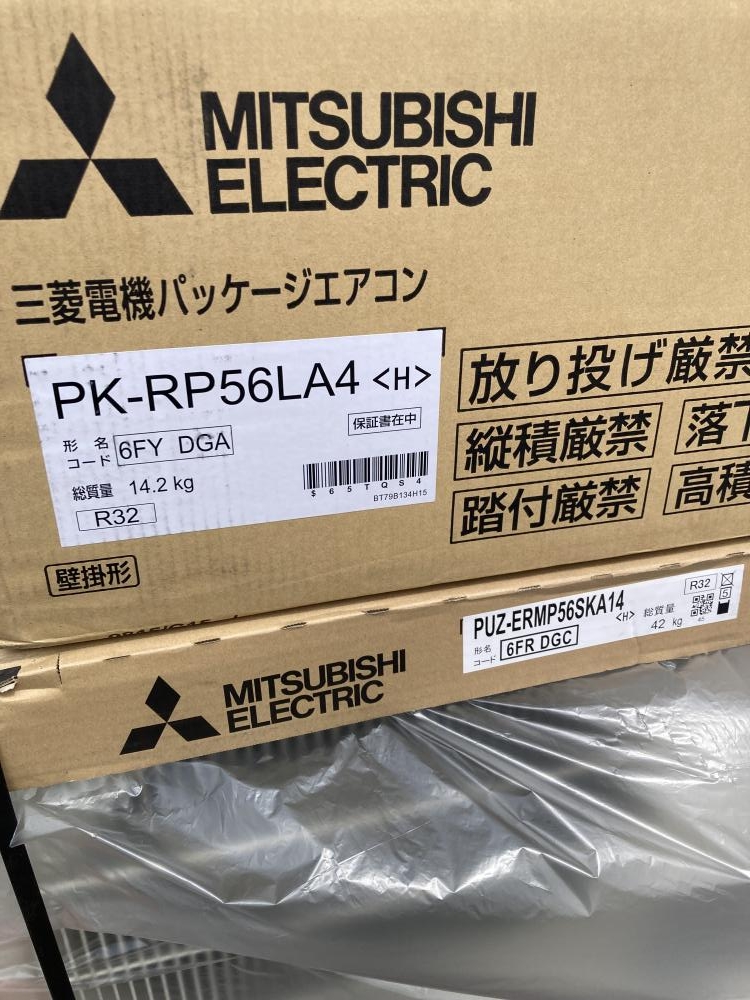 MITSUBISHI
ELECTRIC
三菱電機パッケージエアコン
PK-RP56LA4 <H>
形名
コード 6FY DGA
保証書在中
総質量 14.2 kg
$65TQS4
BT79B134H15
R32
壁掛形
放り投げ厳禁
縦積厳禁
落下
踏付厳禁
高積
MITSUBISHI
ELECTRIC
PUZ-ERMP56SKA14
<H>
形名
コード 6FR DGC
総質量
42 kg
R32
5